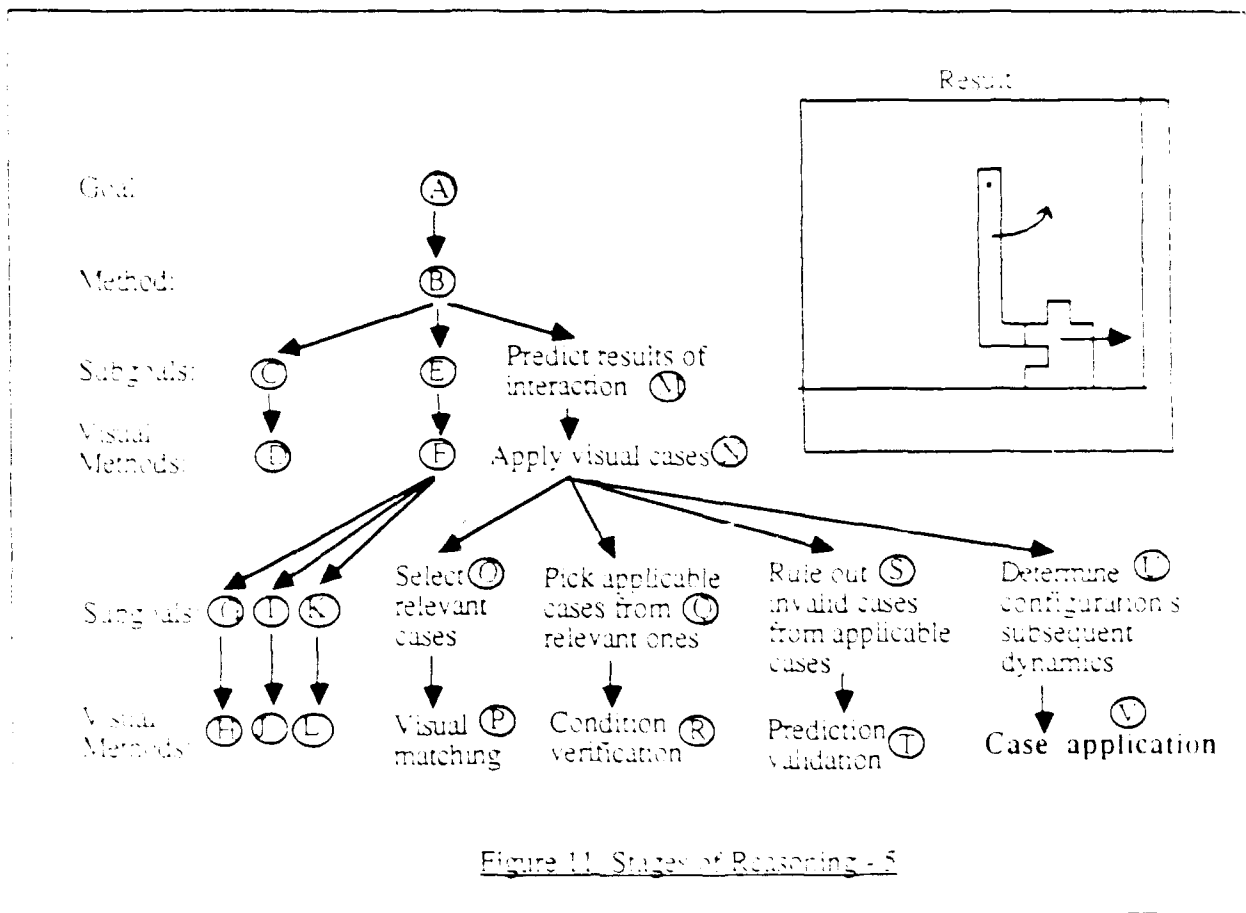 Result
Goal
A
Method:
B
Subgoals:
C
E
Predict results of
interaction M
Visual
Methods:
D
F
Apply visual cases N
Subgoals:
G I K
Select O
relevant
cases
Pick applicable
cases from Q
relevant ones
Rule out S
invalid cases
from applicable
cases
Determine U
configuration's
subsequent
dynamics
Visual
Methods:
H J L
Visual P
matching
Condition
verification R
Prediction
validation T
V
Case application
Figure 11. Stages of Reasoning - 5